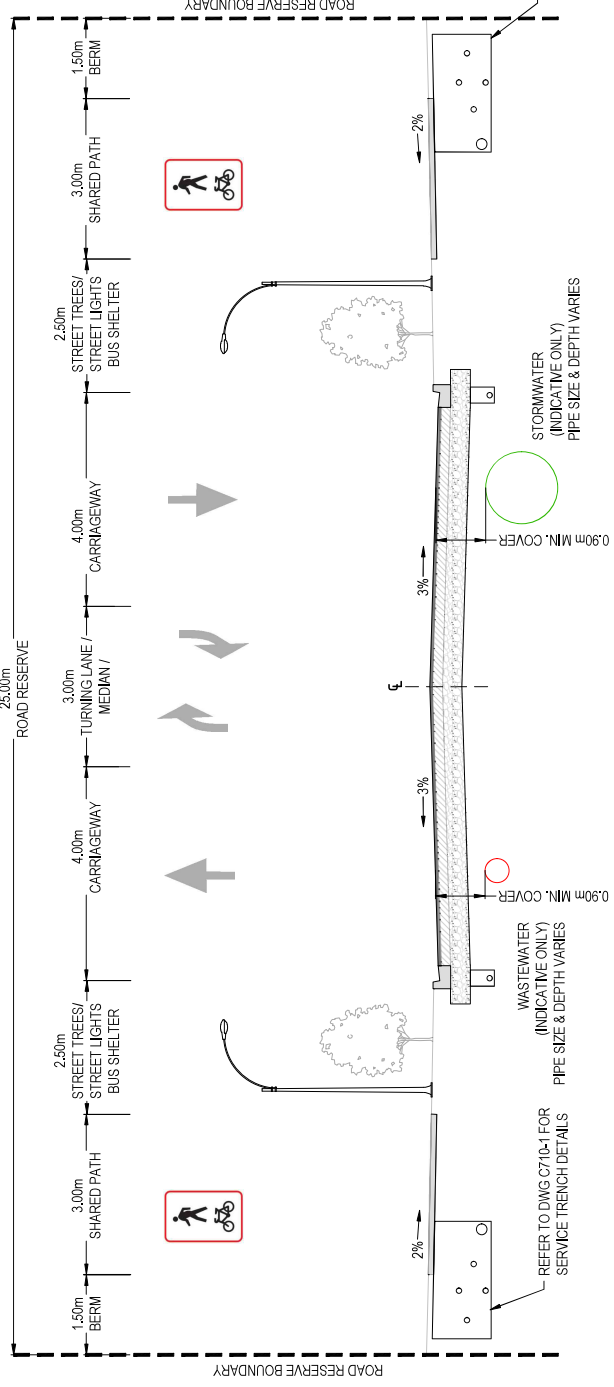 25.00m
ROAD RESERVE
1.50m
BERM
3.00m
SHARED PATH
2.50m
STREET TREES/
STREET LIGHTS
BUS SHELTER
4.00m
CARRIAGEWAY
3.00m
TURNING LANE /
MEDIAN /
4.00m
CARRIAGEWAY
2.50m
STREET TREES/
STREET LIGHTS
BUS SHELTER
3.00m
SHARED PATH
1.50m
BERM
ROAD RESERVE BOUNDARY
ROAD RESERVE BOUNDARY
2%
3%
℄
3%
2%
0.90m MIN. COVER
0.90m MIN. COVER
REFER TO DWG C710-1 FOR
SERVICE TRENCH DETAILS
WASTEWATER
(INDICATIVE ONLY)
PIPE SIZE & DEPTH VARIES
STORMWATER
(INDICATIVE ONLY)
PIPE SIZE & DEPTH VARIES